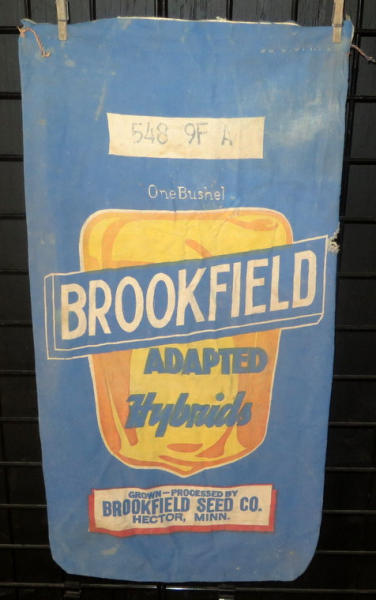 548 9F A
One Bushel
BROOKFIELD
ADAPTED
Hybrids
GROWN-PROCESSED BY
BROOKFIELD SEED CO.
HECTOR, MINN.